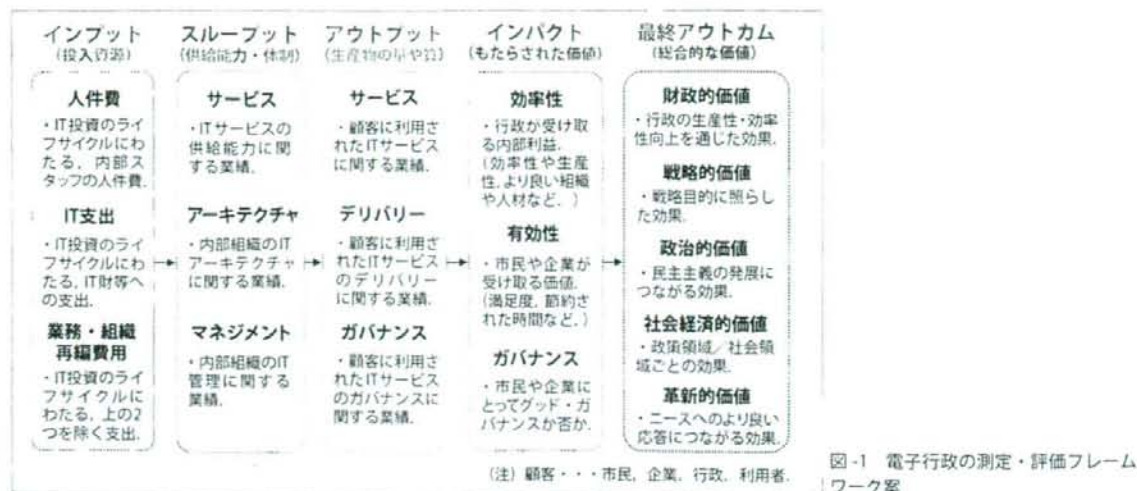 インプット
(投入資源)
人件費
・IT投資のライ
フサイクルにわ
たる, 内部ス
タッフの人件費.
IT支出
・IT投資のライ
フサイクルにわ
たる, IT財等へ
の支出.
業務・組織
再編費用
・IT投資のライ
フサイクルに
わたる, 上の2
つを除く支出.
スループット
(供給能力・体制)
サービス
・ITサービスの
供給能力に関
する業績.
アーキテクチャ
・内部組織のIT
アーキテクチャ
に関する業績.
マネジメント
・内部組織のIT
管理に関する
業績.
アウトプット
(生産物の量や質)
サービス
・顧客に利用さ
れたITサービス
に関する業績.
デリバリー
・顧客に利用さ
れたITサービス
のデリバリー
に関する業績.
ガバナンス
・顧客に利用さ
れたITサービス
のガバナンスに
関する業績.
インパクト
(もたらされた価値)
効率性
・行政が受け取
る内部利益.
(効率性や生産
性, より良い組織
や人材など. )
有効性
・市民や企業が
受け取る価値.
(満足度, 節約さ
れた時間など. )
ガバナンス
・市民や企業に
とってグッド・ガ
バナンスか否か.
最終アウトカム
(総合的な価値)
財政的価値
・行政の生産性・効率
性向上を通じた効果.
戦略的価値
・戦略目的に照らし
た効果.
政治的価値
・民主主義の発展に
つながる効果.
社会経済的価値
・政策領域／社会領
域ごとの効果.
革新的価値
・ニーズへのより良い
応答につながる効果.
(注) 顧客・・・市民, 企業, 行政, 利用者.
図-1 電子行政の測定・評価フレーム
ワーク案